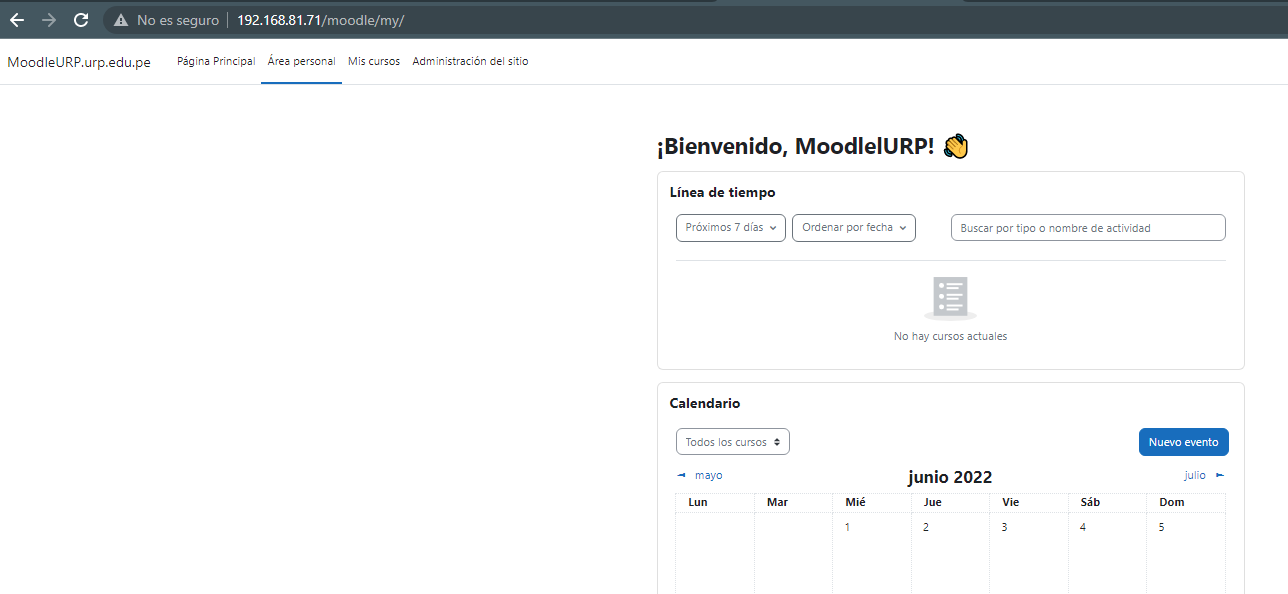 No es seguro 192.168.81.71/moodle/my/
MoodleURP.urp.edu.pe Página Principal Área personal Mis cursos Administración del sitio
¡Bienvenido, MoodlelURP! 👋
Línea de tiempo
Próximos 7 días Ordenar por fecha Buscar por tipo o nombre de actividad
No hay cursos actuales
Calendario
Todos los cursos Nuevo evento
◄ mayo junio 2022 julio ►
Lun Mar Mié Jue Vie Sáb Dom
1 2 3 4 5